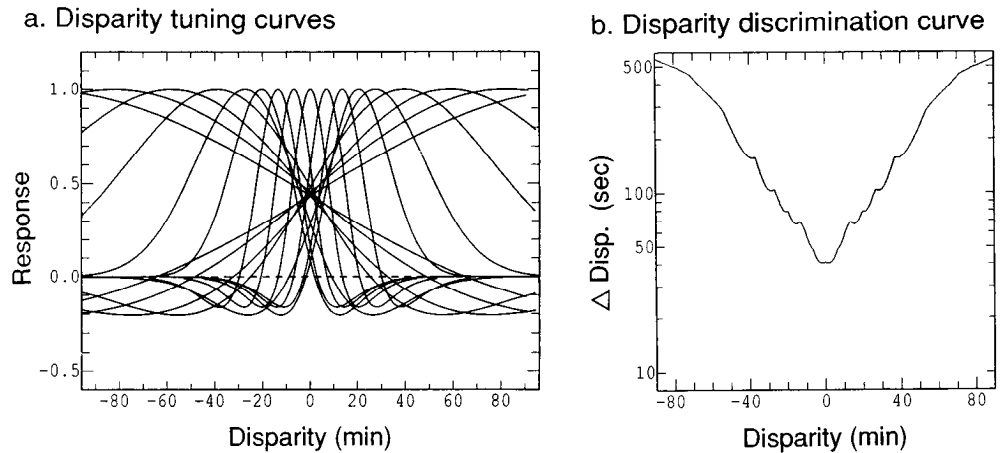 a. Disparity tuning curves
b. Disparity discrimination curve
Response
1.0
0.5
0.0
-0.5
-80 -60 -40 -20 0 20 40 60 80
Disparity (min)
△ Disp. (sec)
500
100
50
10
-80 -40 0 40 80
Disparity (min)